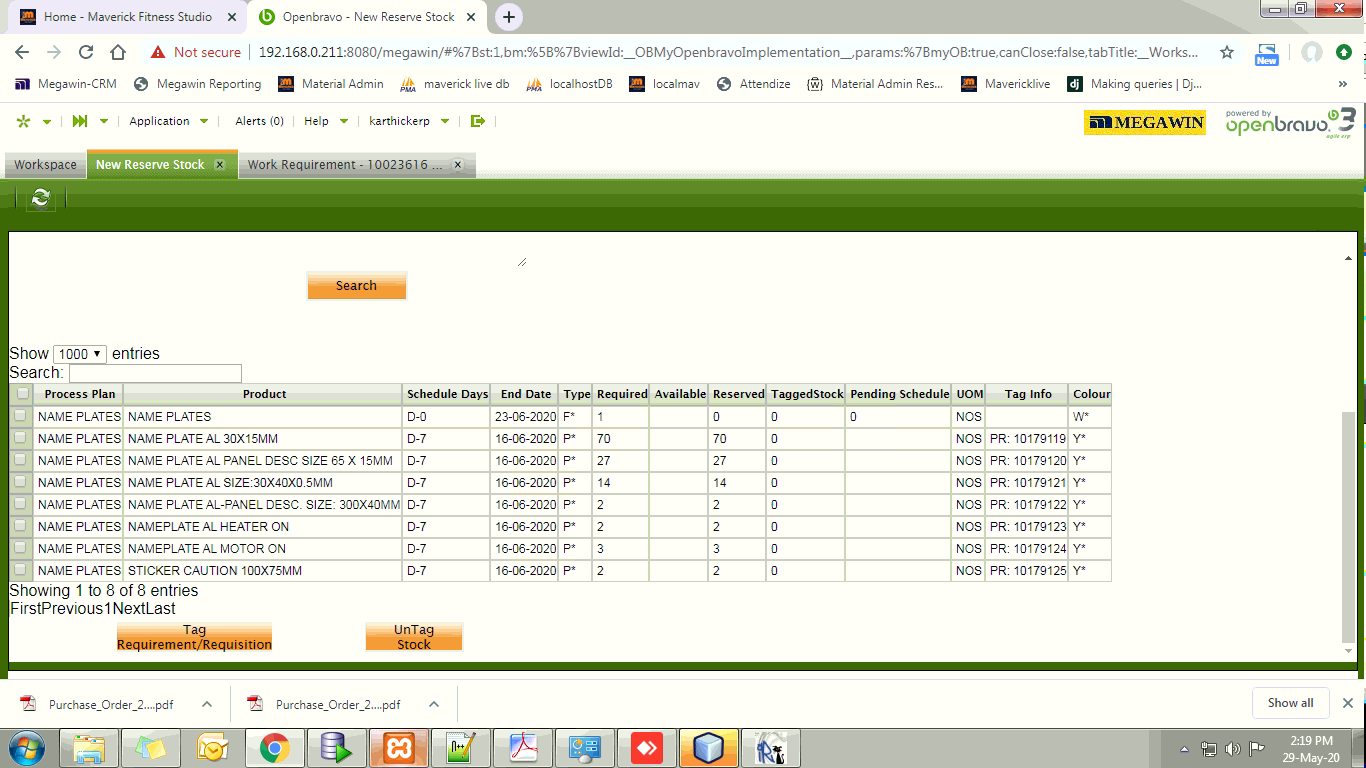 Home - Maverick Fitness Studio
Openbravo - New Reserve Stock
Not secure 192.168.0.211:8080/megawin/#%7Bst:1,bm:%5B%7BviewId:__OBMyOpenbravoImplementation__,params:%7BmyOB:true,canClose:false,tabTitle:__Works...
New
Megawin-CRM Megawin Reporting Material Admin maverick live db localhostDB localmav Attendize Material Admin Res... Mavericklive dj Making queries | Dj... »
Application Alerts (0) Help karthickerp
MEGAWIN powered by openbravo 3 agile erp
Workspace New Reserve Stock Work Requirement - 10023616 ...
Search
Show 1000 entries
Search:
Process Plan Product Schedule Days End Date Type Required Available Reserved TaggedStock Pending Schedule UOM Tag Info Colour
NAME PLATES NAME PLATES D-0 23-06-2020 F* 1 0 0 0 NOS W*
NAME PLATES NAME PLATE AL 30X15MM D-7 16-06-2020 P* 70 70 0 NOS PR: 10179119 Y*
NAME PLATES NAME PLATE AL PANEL DESC SIZE 65 X 15MM D-7 16-06-2020 P* 27 27 0 NOS PR: 10179120 Y*
NAME PLATES NAME PLATE AL SIZE:30X40X0.5MM D-7 16-06-2020 P* 14 14 0 NOS PR: 10179121 Y*
NAME PLATES NAME PLATE AL-PANEL DESC. SIZE: 300X40MM D-7 16-06-2020 P* 2 2 0 NOS PR: 10179122 Y*
NAME PLATES NAMEPLATE AL HEATER ON D-7 16-06-2020 P* 2 2 0 NOS PR: 10179123 Y*
NAME PLATES NAMEPLATE AL MOTOR ON D-7 16-06-2020 P* 3 3 0 NOS PR: 10179124 Y*
NAME PLATES STICKER CAUTION 100X75MM D-7 16-06-2020 P* 2 2 0 NOS PR: 10179125 Y*
Showing 1 to 8 of 8 entries
FirstPrevious1NextLast
Tag
Requirement/Requisition
UnTag
Stock
Purchase_Order_2....pdf Purchase_Order_2....pdf Show all
2:19 PM
29-May-20